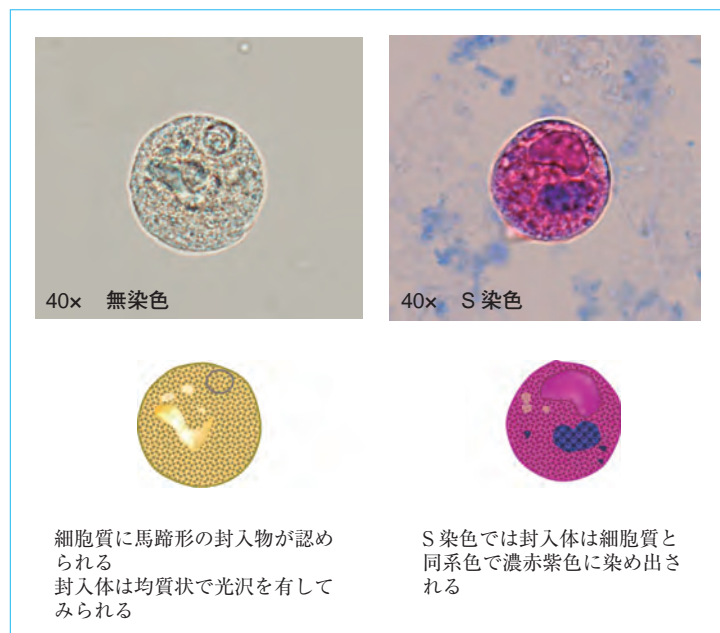 40× 無染色
40× S 染色
細胞質に馬蹄形の封入物が認め
られる
封入体は均質状で光沢を有して
みられる
S 染色では封入体は細胞質と
同系色で濃赤紫色に染め出さ
れる